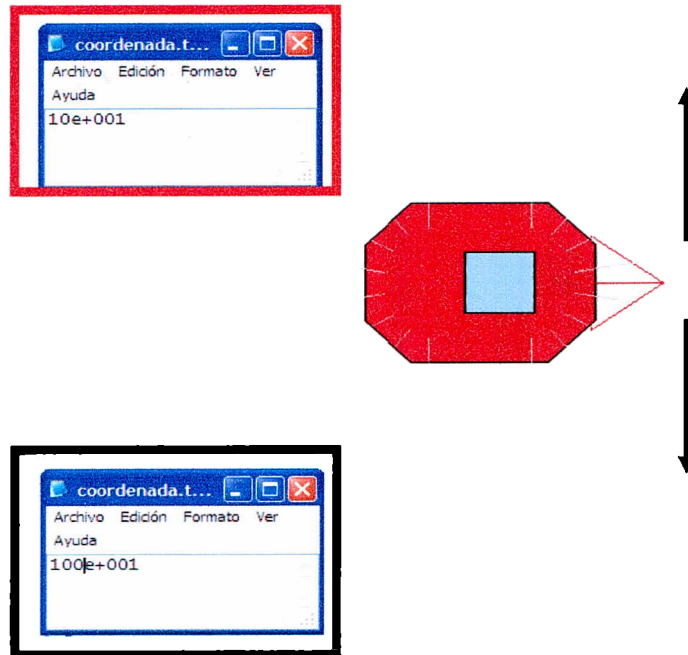 coordenada.t...
Archivo Edición Formato Ver
Ayuda
10e+001
coordenada.t...
Archivo Edición Formato Ver
Ayuda
100e+001